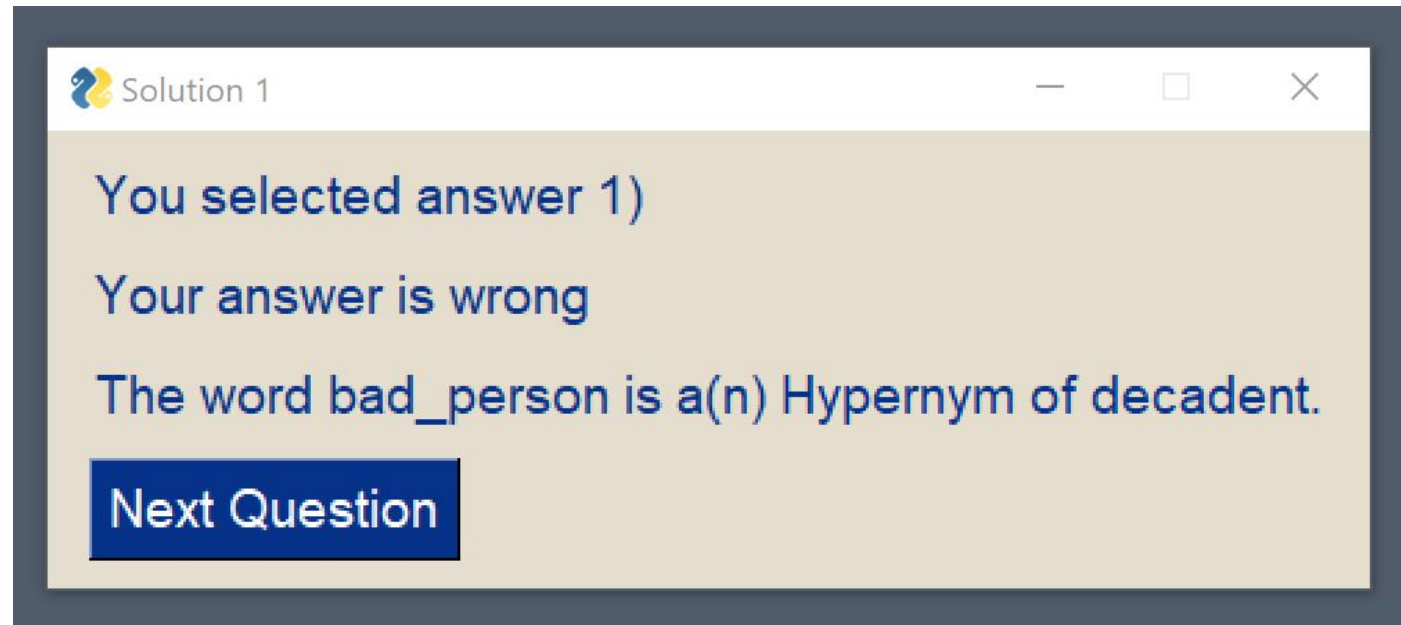 Solution 1
You selected answer 1)
Your answer is wrong
The word bad_person is a(n) Hypernym of decadent.
Next Question